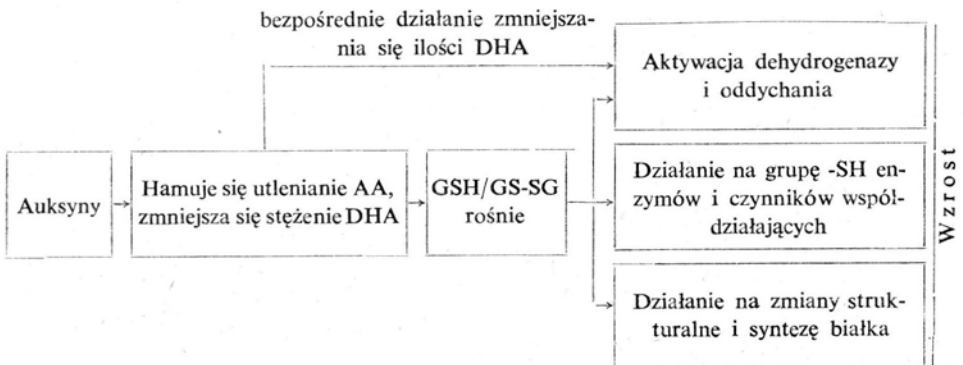 bezpośrednie działanie zmniejsza-
nia się ilości DHA
Aktywacja dehydrogenazy
i oddychania
Auksyny
Hamuje się utlenianie AA,
zmniejsza się stężenie DHA
GSH/GS-SG
rośnie
Działanie na grupę -SH en-
zymów i czynników współ-
działających
Działanie na zmiany struk-
turalne i syntezę białka
Wzrost